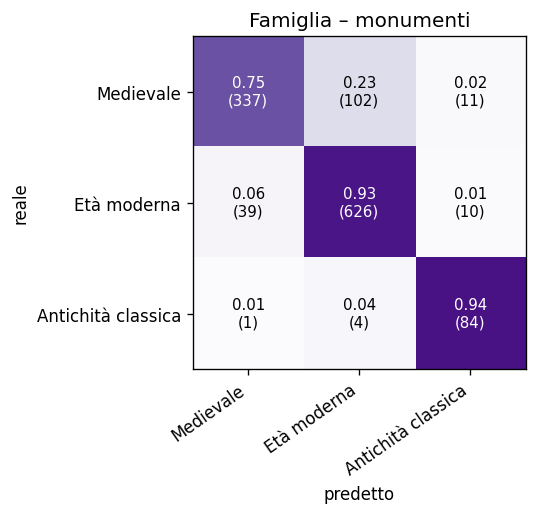 Famiglia – monumenti
reale
Medievale
0.75
(337)
0.23
(102)
0.02
(11)
Età moderna
0.06
(39)
0.93
(626)
0.01
(10)
Antichità classica
0.01
(1)
0.04
(4)
0.94
(84)
Medievale
Età moderna
Antichità classica
predetto